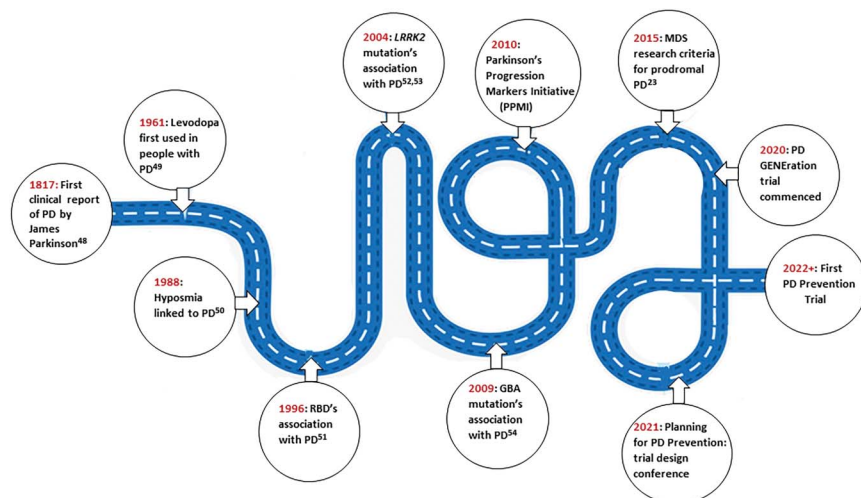 1817: First
clinical report
of PD by
James
Parkinson48
1961: Levodopa
first used in
people with
PD49
1988:
Hyposmia
linked to PD50
1996: RBD's
association
with PD51
2004: LRRK2
mutation's
association
with PD52,53
2009: GBA
mutation's
association
with PD54
2010:
Parkinson's
Progression
Markers Initiative
(PPMI)
2015: MDS
research criteria
for prodromal
PD23
2020: PD
GENEration
trial
commenced
2021: Planning
for PD Prevention:
trial design
conference
2022+: First
PD Prevention
Trial